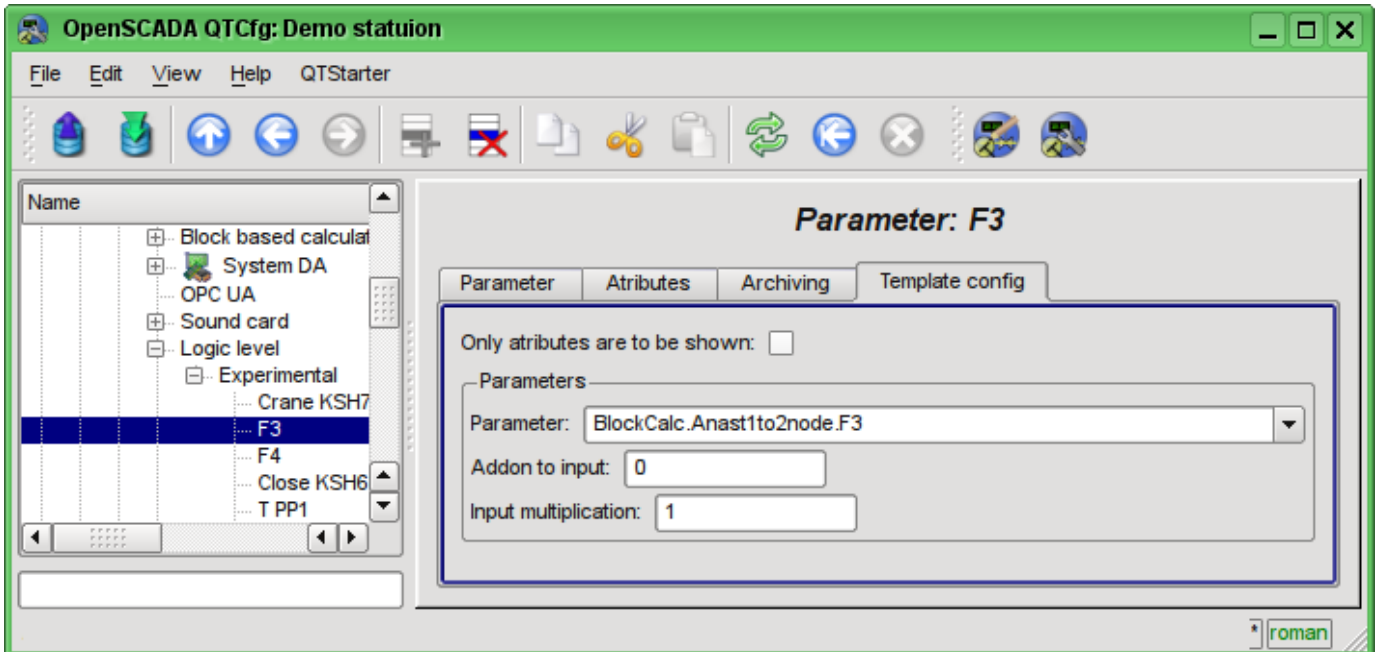 OpenSCADA QTCfg: Demo statuion
File Edit View Help QTStarter
Name
Block based calculat
System DA
OPC UA
Sound card
Logic level
Experimental
Crane KSH7
F3
F4
Close KSH6
T PP1
Parameter: F3
Parameter Atributes Archiving Template config
Only atributes are to be shown:
Parameters
Parameter: BlockCalc.Anast1to2node.F3
Addon to input: 0
Input multiplication: 1
* roman